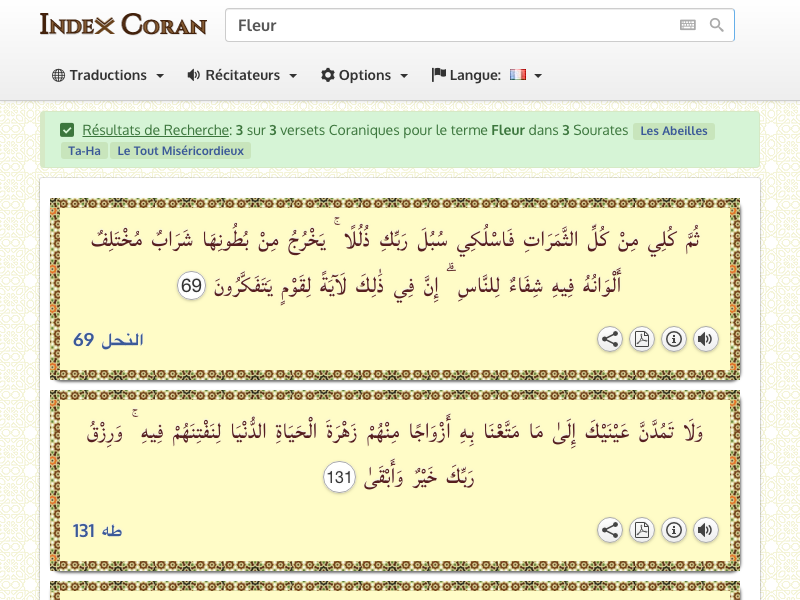 INDEX CORAN
Fleur
Traductions Récitateurs Options Langue:
Résultats de Recherche: 3 sur 3 versets Coraniques pour le terme Fleur dans 3 Sourates Les Abeilles
Ta-Ha Le Tout Miséricordieux
ثُمَّ كُلِي مِنْ كُلِّ الثَّمَرَاتِ فَاسْلُكِي سُبُلَ رَبِّكِ ذُلُلًا ۚ يَخْرُجُ مِنْ بُطُونِهَا شَرَابٌ مُخْتَلِفٌ
أَلْوَانُهُ فِيهِ شِفَاءٌ لِلنَّاسِ ۗ إِنَّ فِي ذَٰلِكَ لَآيَةً لِقَوْمٍ يَتَفَكَّرُونَ 69
النحل 69
وَلَا تَمُدَّنَّ عَيْنَيْكَ إِلَىٰ مَا مَتَّعْنَا بِهِ أَزْوَاجًا مِنْهُمْ زَهْرَةَ الْحَيَاةِ الدُّنْيَا لِنَفْتِنَهُمْ فِيهِ ۚ وَرِزْقُ
رَبِّكَ خَيْرٌ وَأَبْقَىٰ 131
طه 131